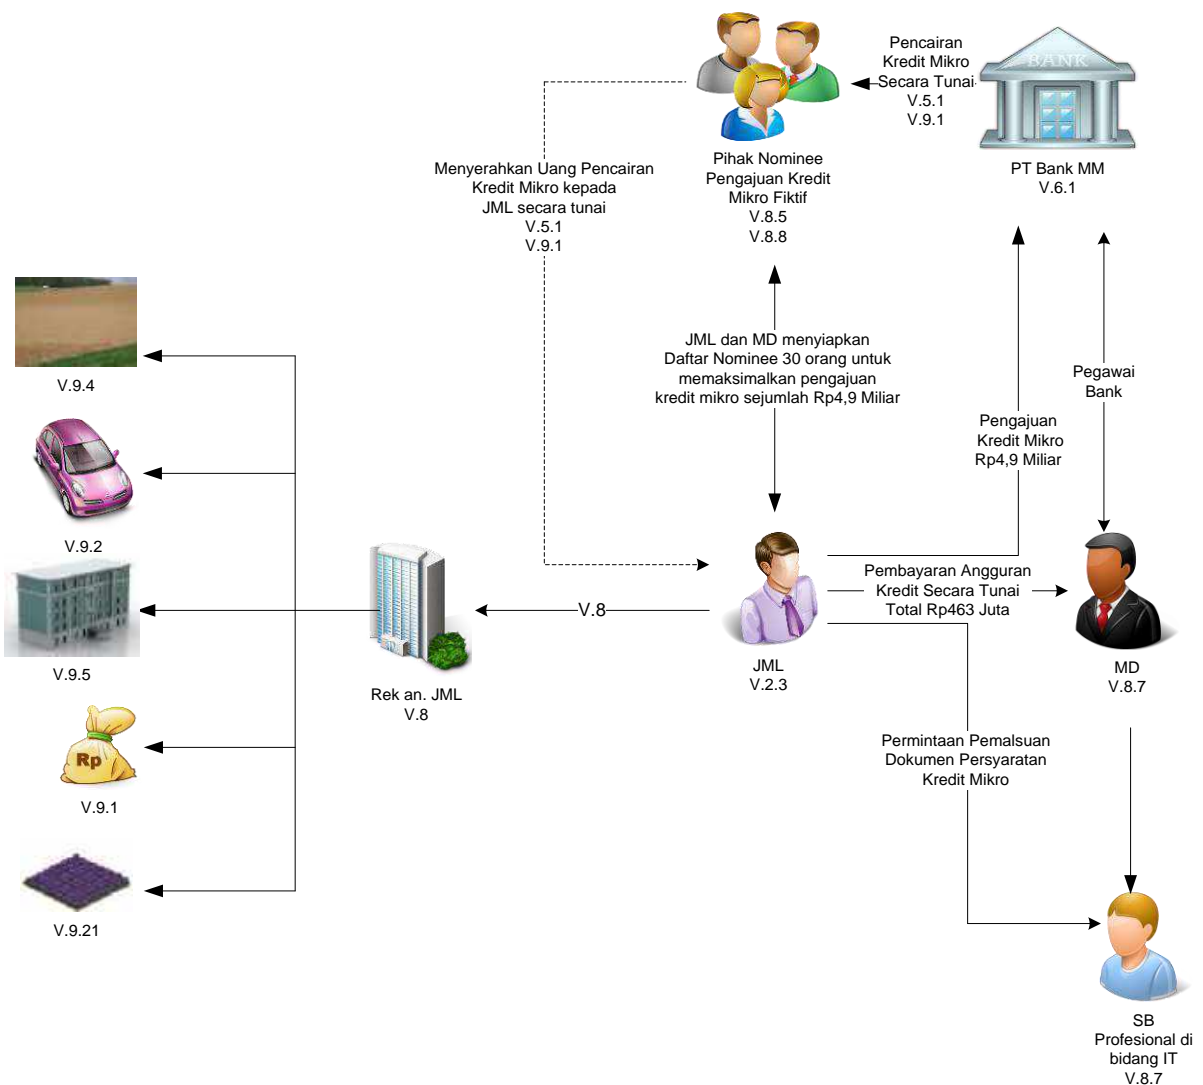 Pencairan
Kredit Mikro
Secara Tunai
V.5.1
V.9.1
BANK
PT Bank MM
V.6.1
Pihak Nominee
Pengajuan Kredit
Mikro Fiktif
V.8.5
V.8.8
Menyerahkan Uang Pencairan
Kredit Mikro kepada
JML secara tunai
V.5.1
V.9.1
JML dan MD menyiapkan
Daftar Nominee 30 orang untuk
memaksimalkan pengajuan
kredit mikro sejumlah Rp4,9 Miliar
Pegawai
Bank
Pengajuan
Kredit Mikro
Rp4,9 Miliar
V.9.4
V.9.2
V.9.5
Rp
V.9.1
V.9.21
Rek an. JML
V.8
V.8
JML
V.2.3
Pembayaran Angguran
Kredit Secara Tunai
Total Rp463 Juta
MD
V.8.7
Permintaan Pemalsuan
Dokumen Persyaratan
Kredit Mikro
SB
Profesional di
bidang IT
V.8.7